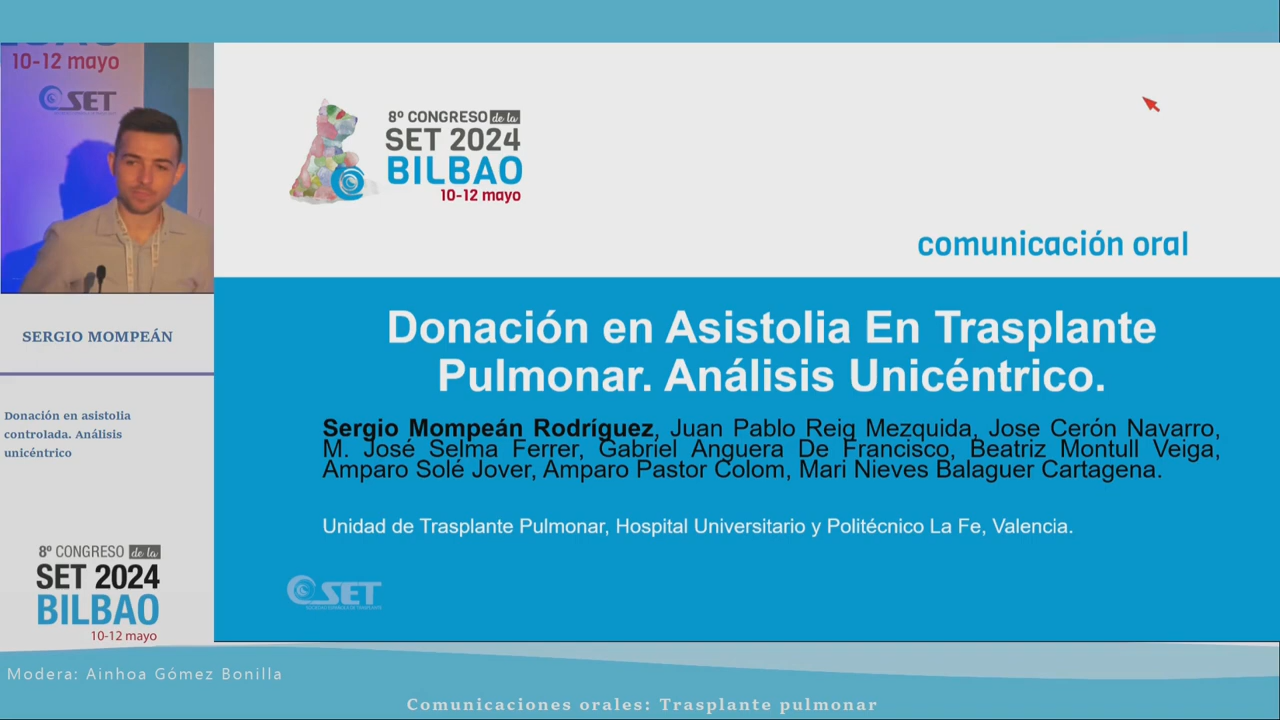 10-12 mayo
SET
SERGIO MOMPEÁN
Donación en asistolia
controlada. Análisis
unicéntrico
8º CONGRESO de la
SET 2024
BILBAO
10-12 mayo
8º CONGRESO de la
SET 2024
BILBAO
10-12 mayo
comunicación oral
Donación en Asistolia En Trasplante
Pulmonar. Análisis Unicéntrico.
Sergio Mompeán Rodríguez, Juan Pablo Reig Mezquida, Jose Cerón Navarro,
M. José Selma Ferrer, Gabriel Anguera De Francisco, Beatriz Montull Veiga,
Amparo Solé Jover, Amparo Pastor Colom, Mari Nieves Balaguer Cartagena.
Unidad de Trasplante Pulmonar, Hospital Universitario y Politécnico La Fe, Valencia.
SET
Modera: Ainhoa Gómez Bonilla
Comunicaciones orales: Trasplante pulmonar